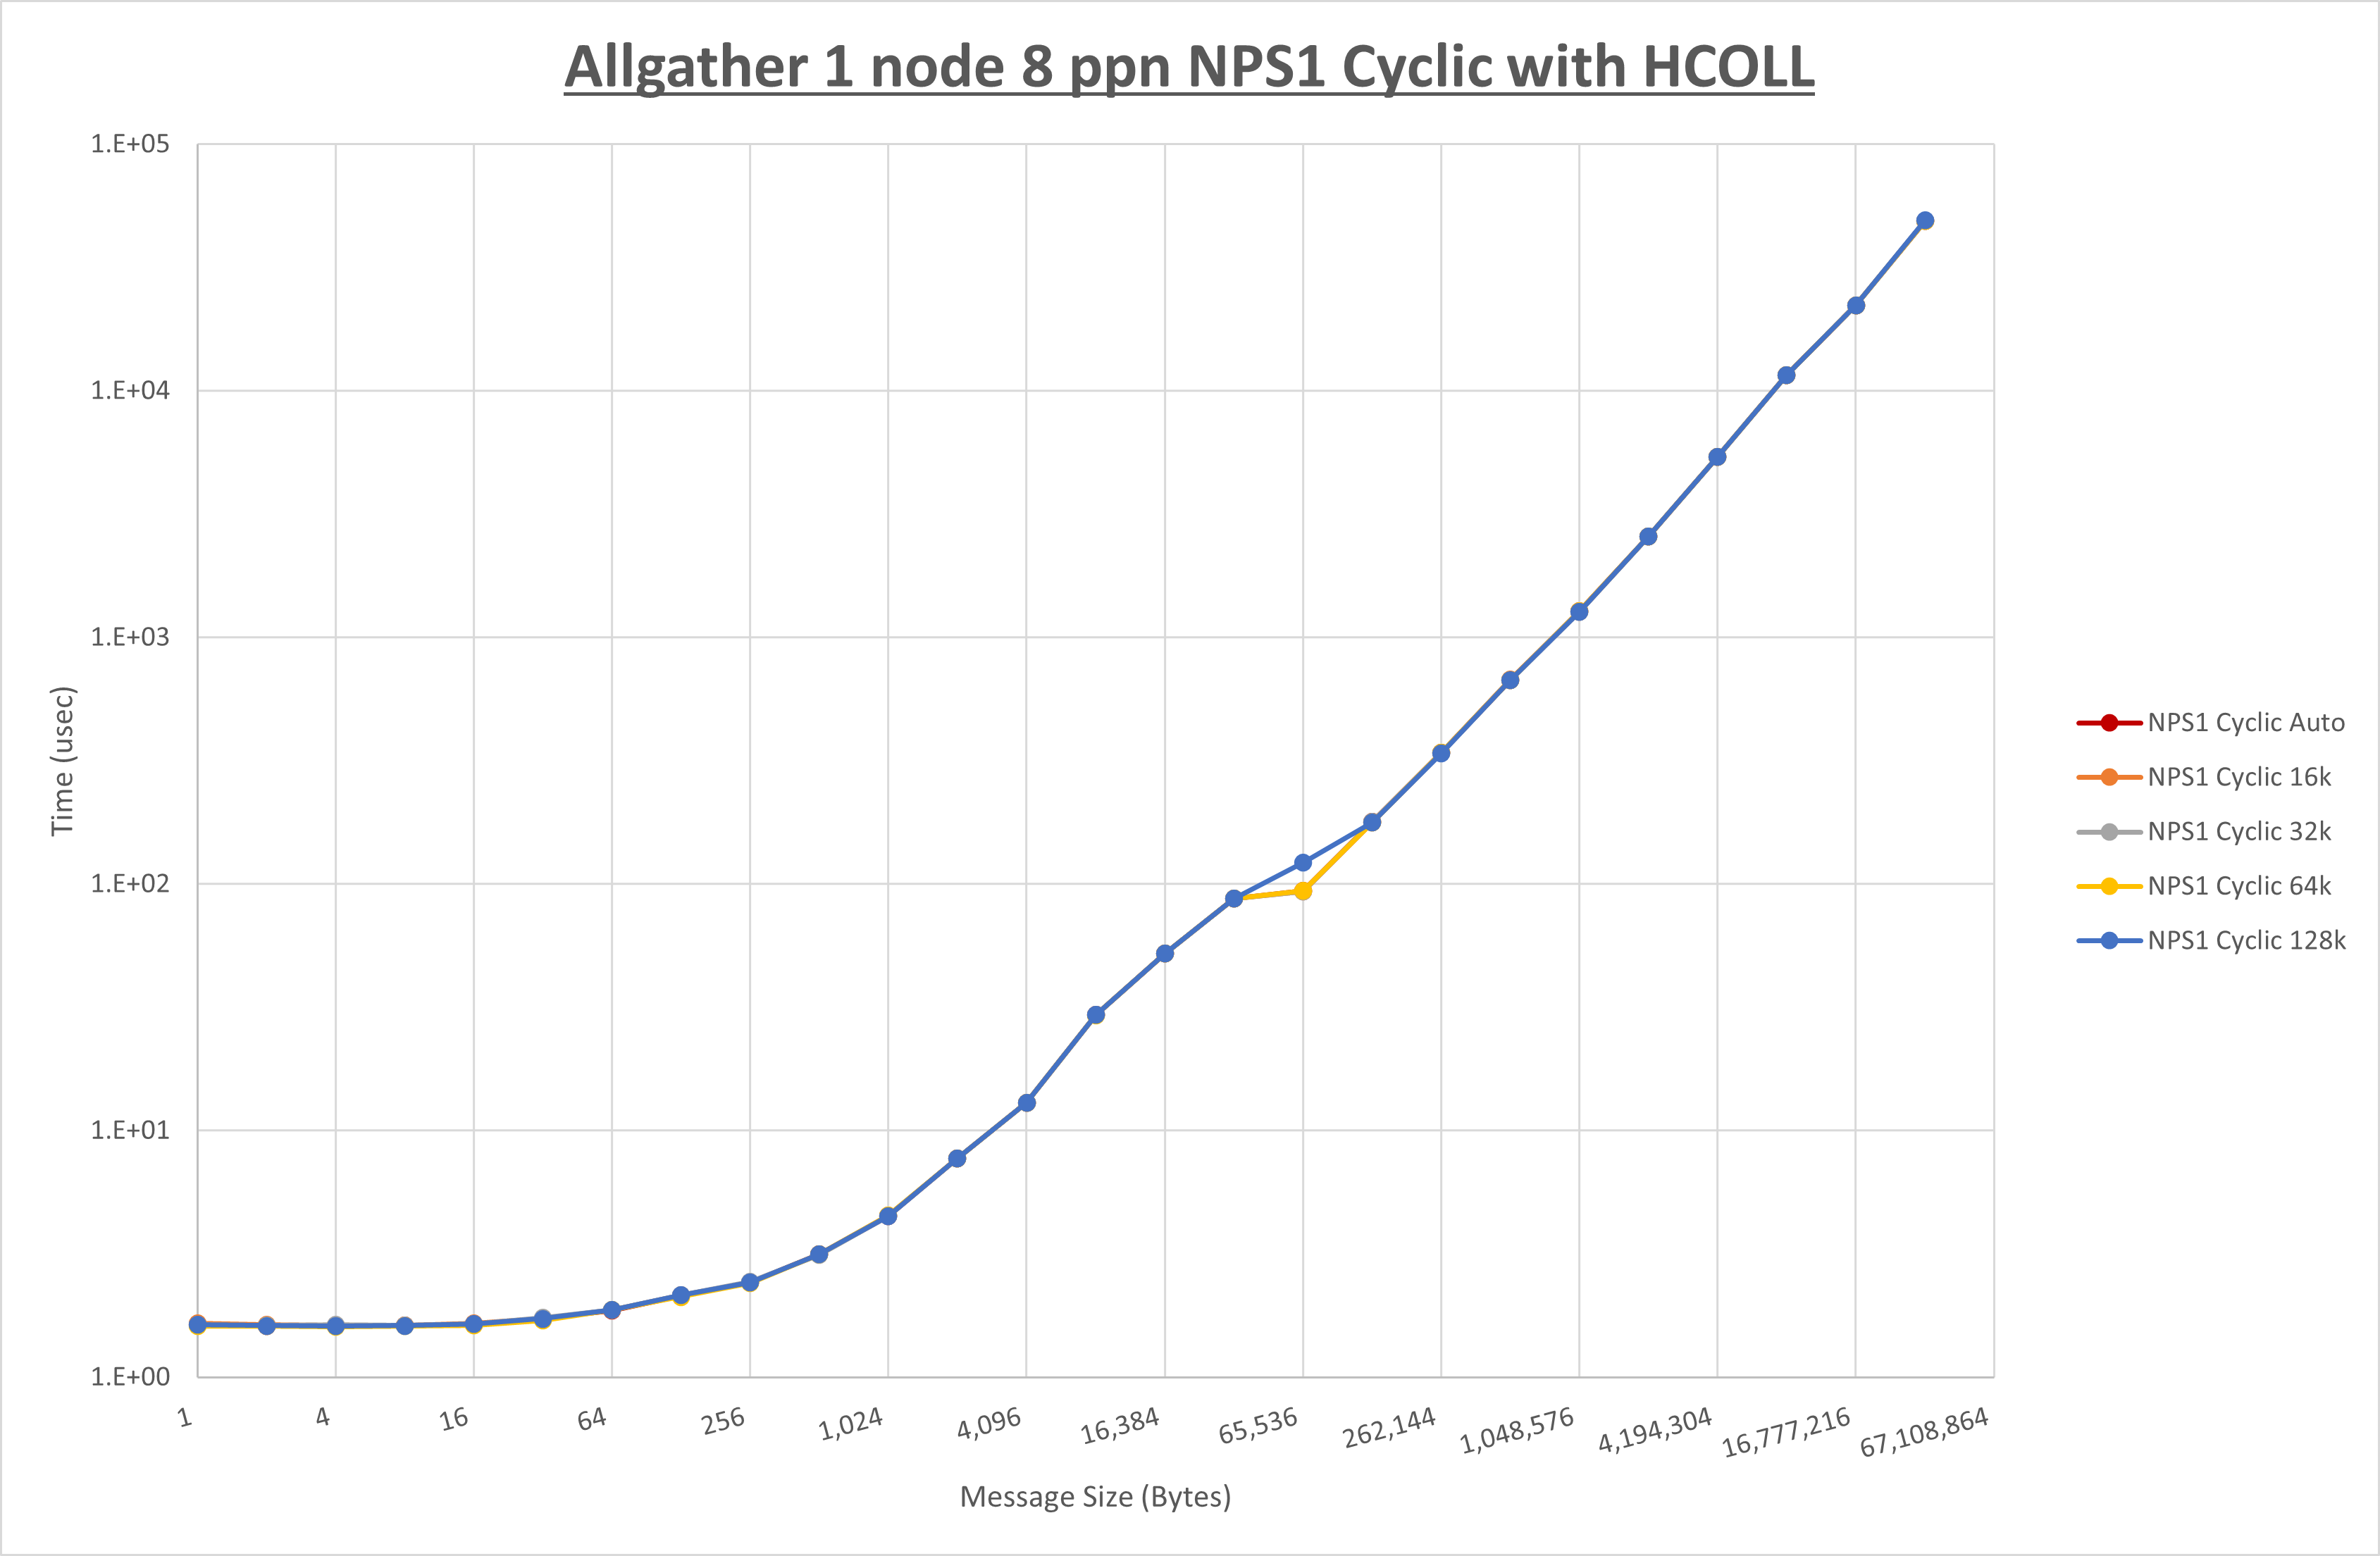 Allgather 1 node 8 ppn NPS1 Cyclic with HCOLL
1.E+05
1.E+04
1.E+03
1.E+02
1.E+01
1.E+00
Time (usec)
1
4
16
64
256
1,024
4,096
16,384
65,536
262,144
1,048,576
4,194,304
16,777,216
67,108,864
Message Size (Bytes)
NPS1 Cyclic Auto
NPS1 Cyclic 16k
NPS1 Cyclic 32k
NPS1 Cyclic 64k
NPS1 Cyclic 128k